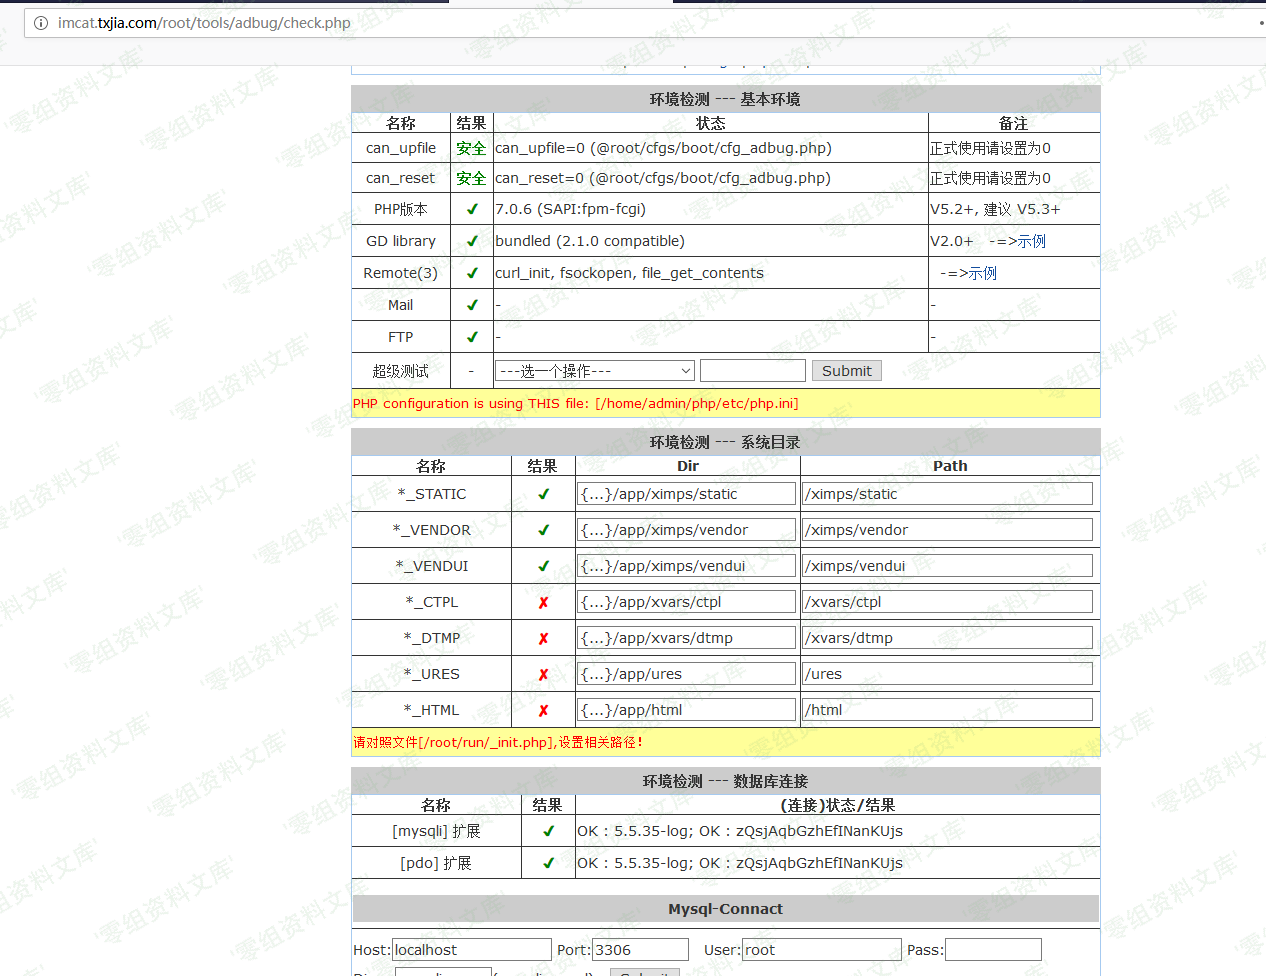 imcat.txjia.com/root/tools/adbug/check.php
环境检测 --- 基本环境
名称 结果 状态 备注
can_upfile 安全 can_upfile=0 (@root/cfgs/boot/cfg_adbug.php) 正式使用请设置为0
can_reset 安全 can_reset=0 (@root/cfgs/boot/cfg_adbug.php) 正式使用请设置为0
PHP版本 ✔ 7.0.6 (SAPI:fpm-fcgi) V5.2+, 建议 V5.3+
GD library ✔ bundled (2.1.0 compatible) V2.0+ -=>示例
Remote(3) ✔ curl_init, fsockopen, file_get_contents -=>示例
Mail ✔ - -
FTP ✔ - -
超级测试 - ---选一个操作--- Submit
PHP configuration is using THIS file: [/home/admin/php/etc/php.ini]
环境检测 --- 系统目录
名称 结果 Dir Path
*_STATIC ✔ {...}/app/ximps/static /ximps/static
*_VENDOR ✔ {...}/app/ximps/vendor /ximps/vendor
*_VENDUI ✔ {...}/app/ximps/vendui /ximps/vendui
*_CTPL ✘ {...}/app/xvars/ctpl /xvars/ctpl
*_DTMP ✘ {...}/app/xvars/dtmp /xvars/dtmp
*_URES ✘ {...}/app/ures /ures
*_HTML ✘ {...}/app/html /html
请对照文件[/root/run/_init.php],设置相关路径!
环境检测 --- 数据库连接
名称 结果 (连接)状态/结果
[mysqli] 扩展 ✔ OK : 5.5.35-log; OK : zQsjAqbGzhEfINanKUjs
[pdo] 扩展 ✔ OK : 5.5.35-log; OK : zQsjAqbGzhEfINanKUjs
Mysql-Connact
Host: localhost Port: 3306 User: root Pass:
零组资料文库